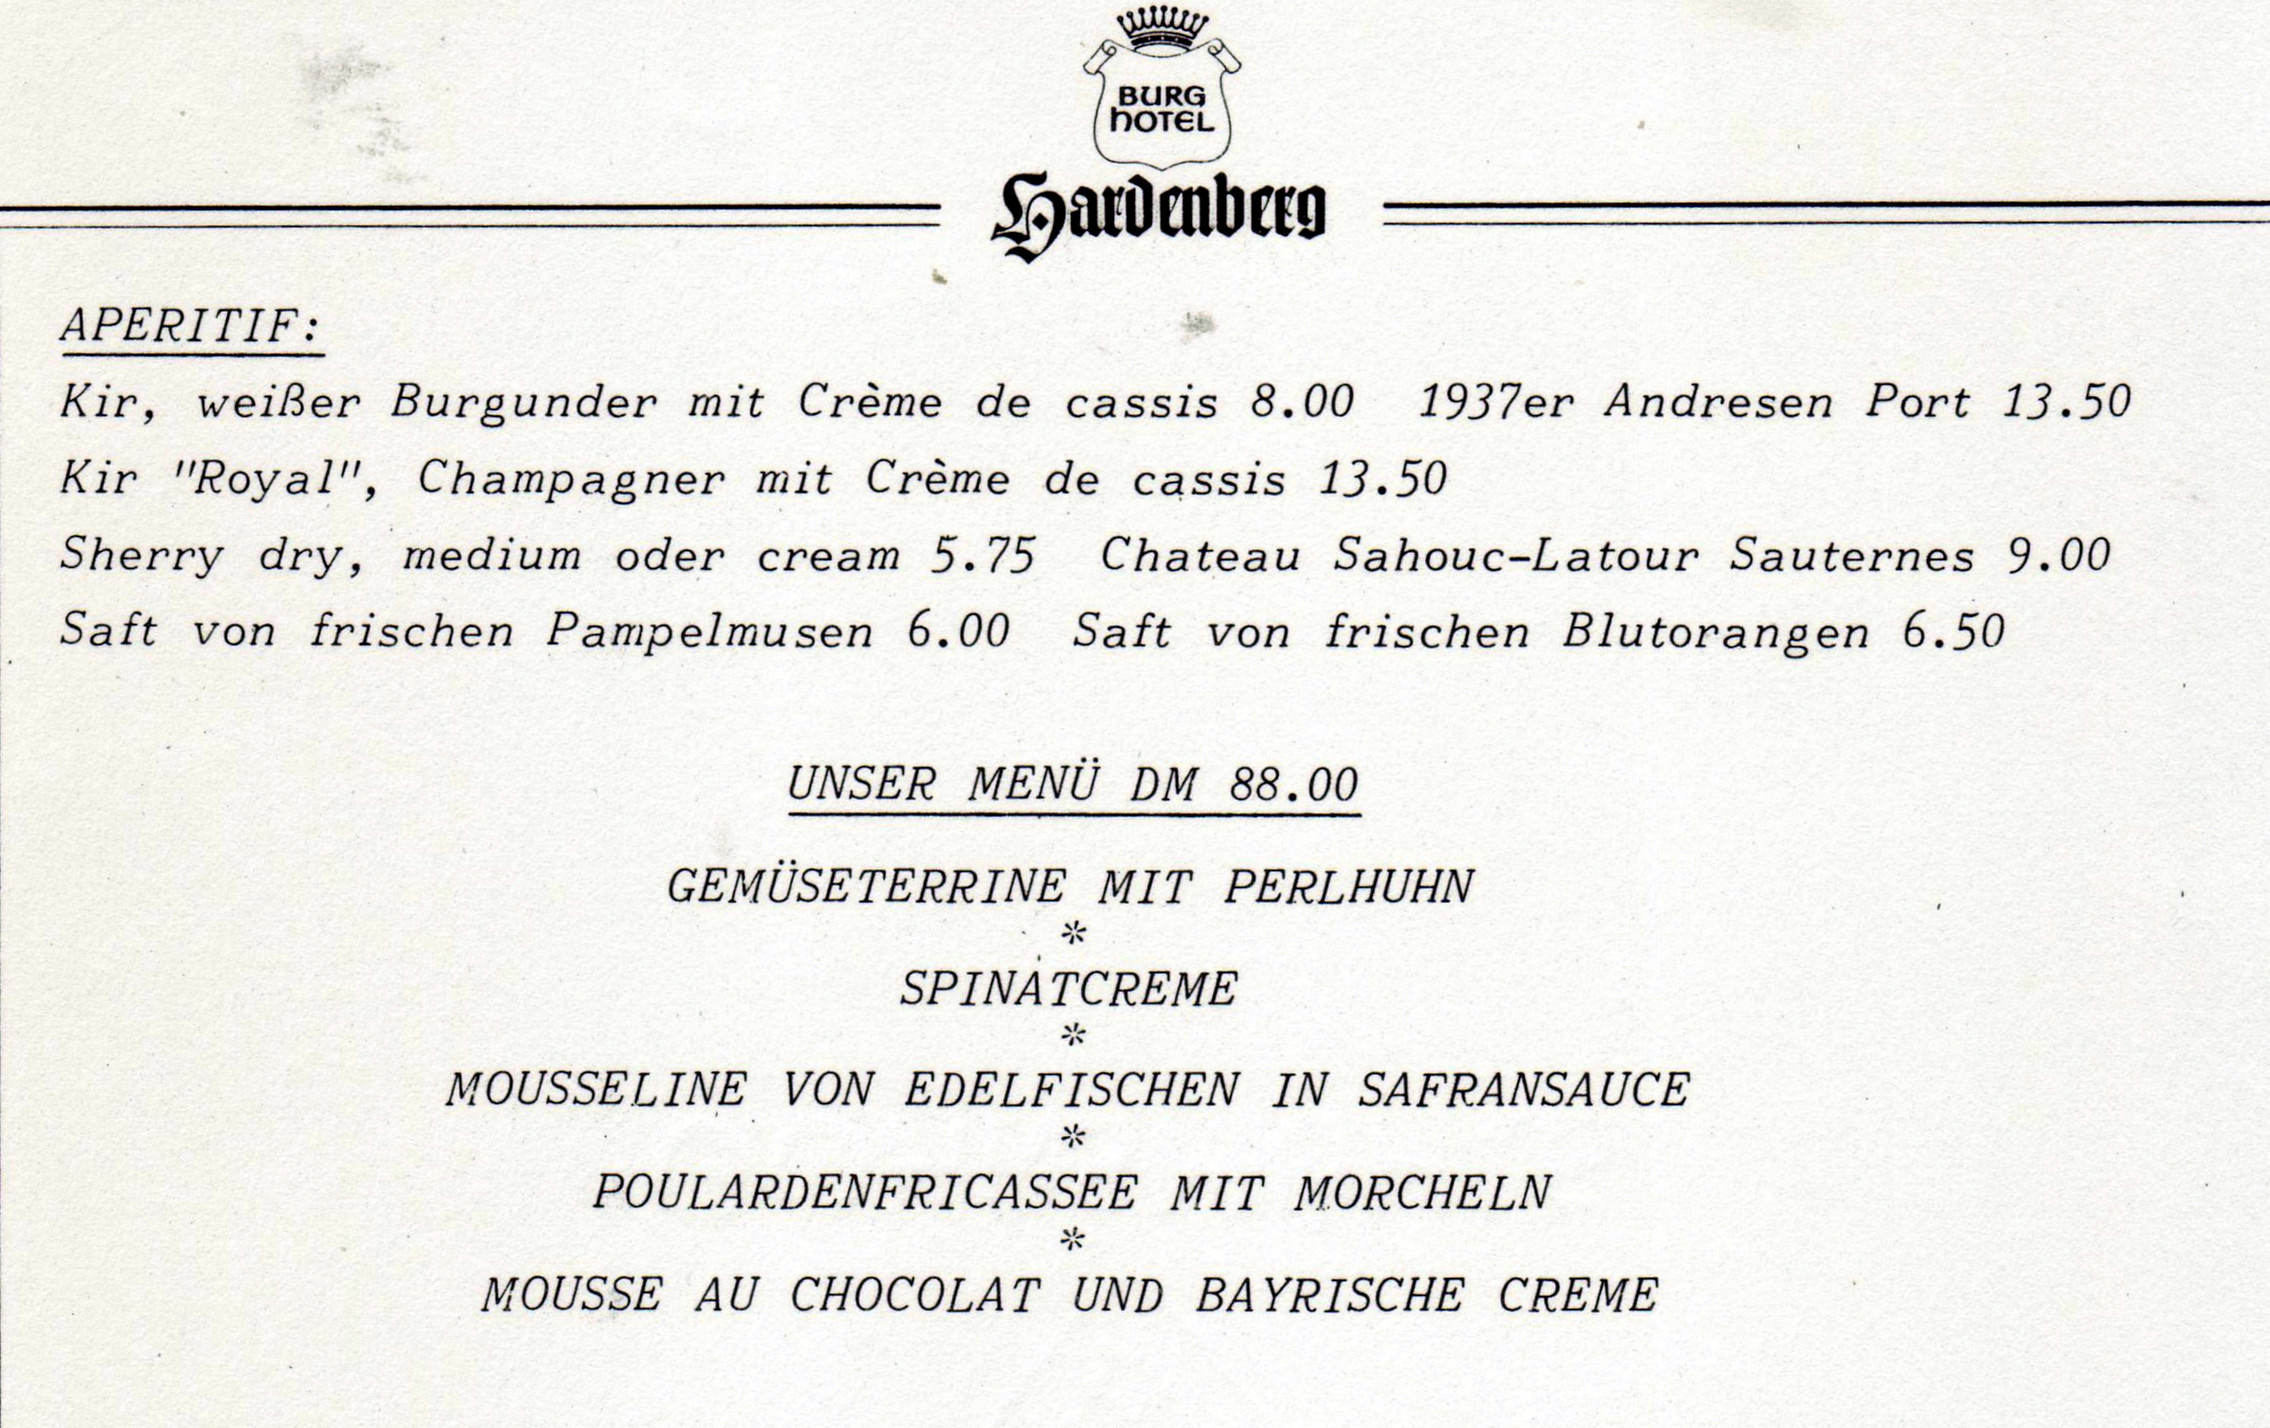 BURG
HOTEL
Hardenberg
APERITIF:
Kir, weißer Burgunder mit Crème de cassis 8.00 1937er Andresen Port 13.50
Kir "Royal", Champagner mit Crème de cassis 13.50
Sherry dry, medium oder cream 5.75 Chateau Sahouc-Latour Sauternes 9.00
Saft von frischen Pampelmusen 6.00 Saft von frischen Blutorangen 6.50
UNSER MENÜ DM 88.00
GEMÜSETERRINE MIT PERLHUHN
*
SPINATCREME
*
MOUSSELINE VON EDELFISCHEN IN SAFRANSAUCE
*
POULARDENFRICASSEE MIT MORCHELN
*
MOUSSE AU CHOCOLAT UND BAYRISCHE CREME